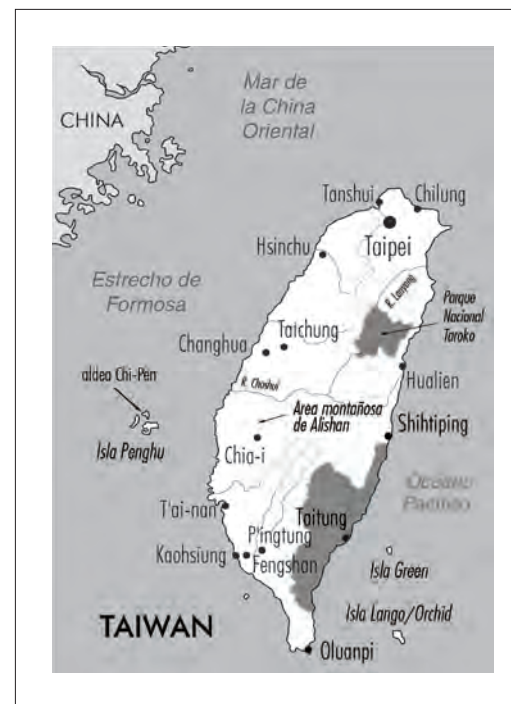 Mar de
la China
Oriental
CHINA
Tanshui
Chilung
Taipei
Hsinchu
Estrecho de
Formosa
R. Lanyang
Parque
Nacional
Taroko
Taichung
Changhua
aldea Chi-Pen
R. Choshui
Hualien
Área montañosa
de Alishan
Isla Penghu
Shihtiping
Chia-i
Océano
Pacífico
T'ai-nan
Taitung
P'ingtung
Kaohsiung
Fengshan
Isla Green
Isla Lango/Orchid
TAIWAN
Oluanpi